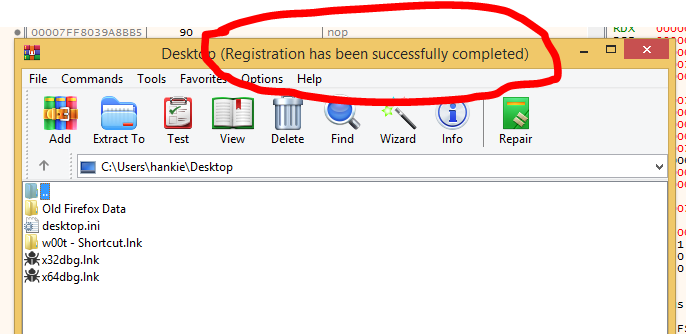 00007FF8039A8BB5 90 nop RDX
Desktop (Registration has been successfully completed)
File Commands Tools Favorites Options Help
Add Extract To Test View Delete Find Wizard Info Repair
C:\Users\hankie\Desktop
..
Old Firefox Data
desktop.ini
w00t - Shortcut.lnk
x32dbg.lnk
x64dbg.lnk